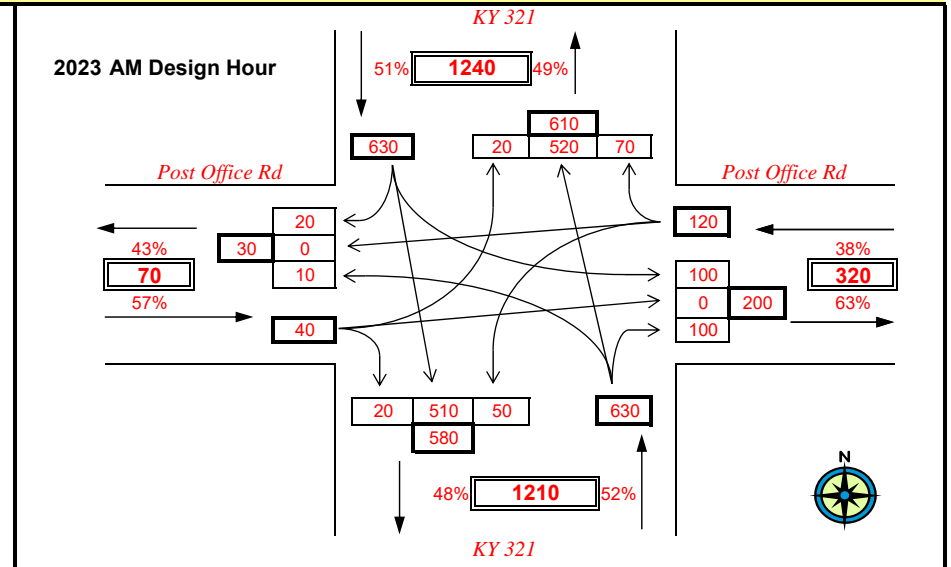 KY 321
2023 AM Design Hour
51% 1240 49%
610
630 20 520 70
Post Office Rd Post Office Rd
20 120
43% 30 0 38%
70 10 100 320
57% 0 200 63%
40 100
20 510 50 630
580
N
48% 1210 52%
KY 321